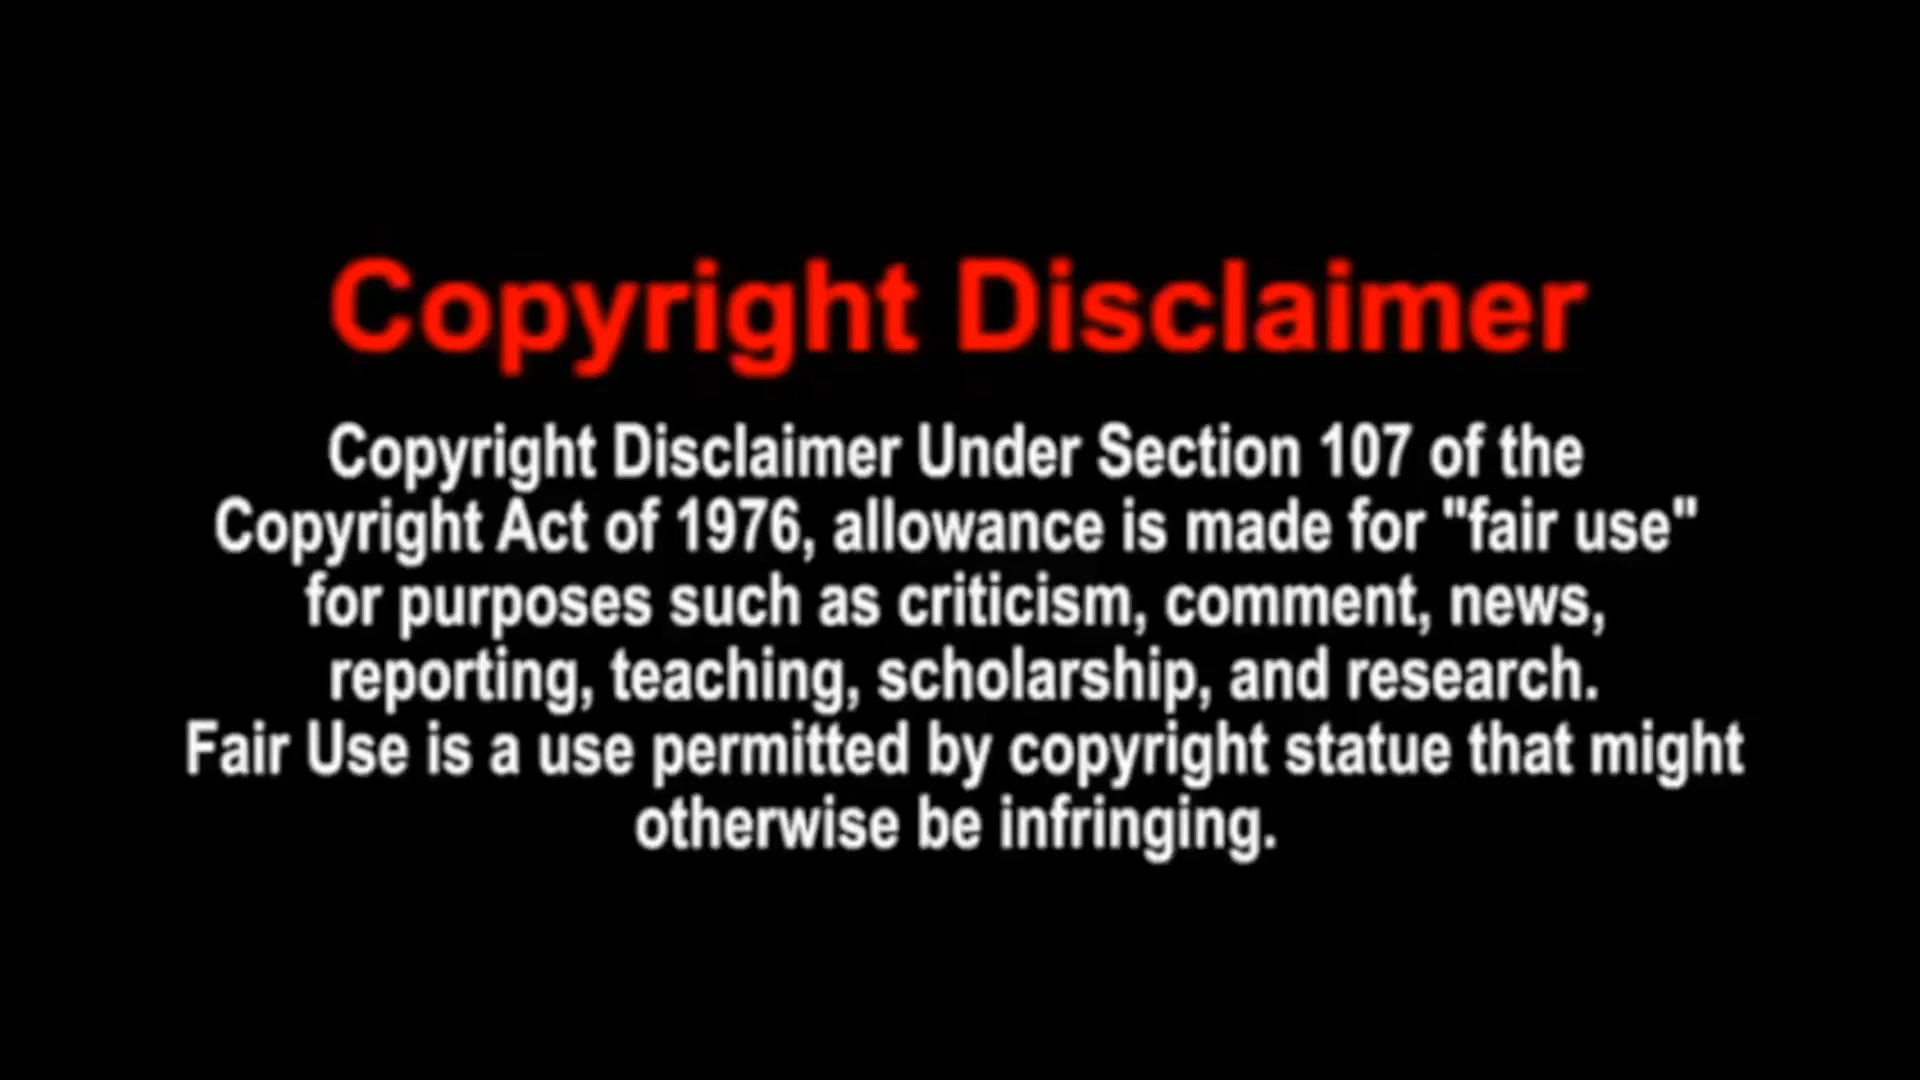 Copyright Disclaimer
Copyright Disclaimer Under Section 107 of the
Copyright Act of 1976, allowance is made for "fair use"
for purposes such as criticism, comment, news,
reporting, teaching, scholarship, and research.
Fair Use is a use permitted by copyright statue that might
otherwise be infringing.